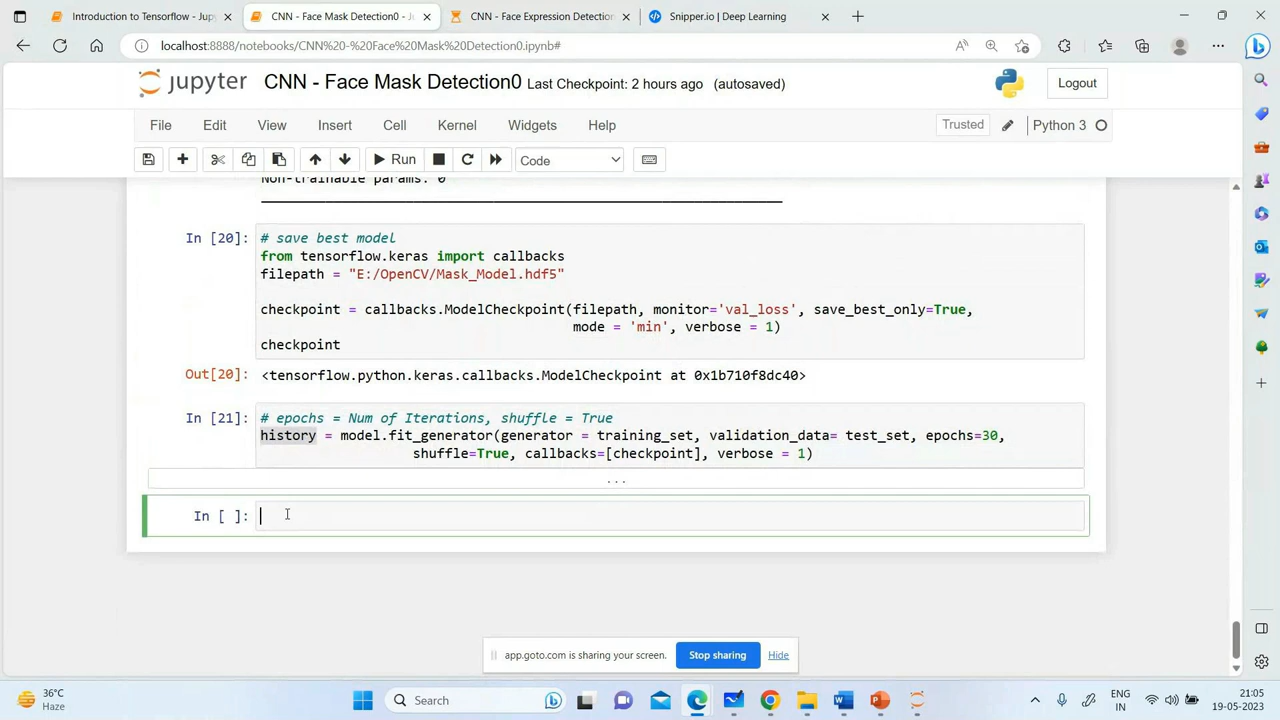 Introduction to Tensorflow - Jupy
CNN - Face Mask Detection0 - J
CNN - Face Expression Detection
Snipper.io | Deep Learning
localhost:8888/notebooks/CNN%20-%20Face%20Mask%20Detection0.ipynb#
jupyter CNN - Face Mask Detection0 Last Checkpoint: 2 hours ago (autosaved)
Logout
File Edit View Insert Cell Kernel Widgets Help
Trusted Python 3
Run Code
Non-trainable params: 0
In [20]: # save best model
from tensorflow.keras import callbacks
filepath = "E:/OpenCV/Mask_Model.hdf5"
checkpoint = callbacks.ModelCheckpoint(filepath, monitor='val_loss', save_best_only=True,
mode = 'min', verbose = 1)
checkpoint
Out[20]: <tensorflow.python.keras.callbacks.ModelCheckpoint at 0x1b710f8dc40>
In [21]: # epochs = Num of Iterations, shuffle = True
history = model.fit_generator(generator = training_set, validation_data= test_set, epochs=30,
shuffle=True, callbacks=[checkpoint], verbose = 1)
...
In [ ]:
app.goto.com is sharing your screen. Stop sharing Hide
36°C
Haze
Search
ENG
IN
21:05
19-05-2023